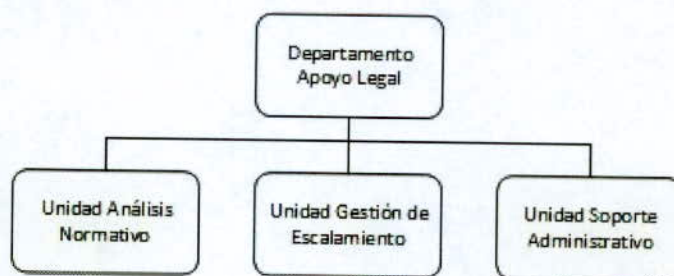 Departamento
Apoyo Legal
Unidad Análisis
Normativo
Unidad Gestión de
Escalamiento
Unidad Soporte
Administrativo